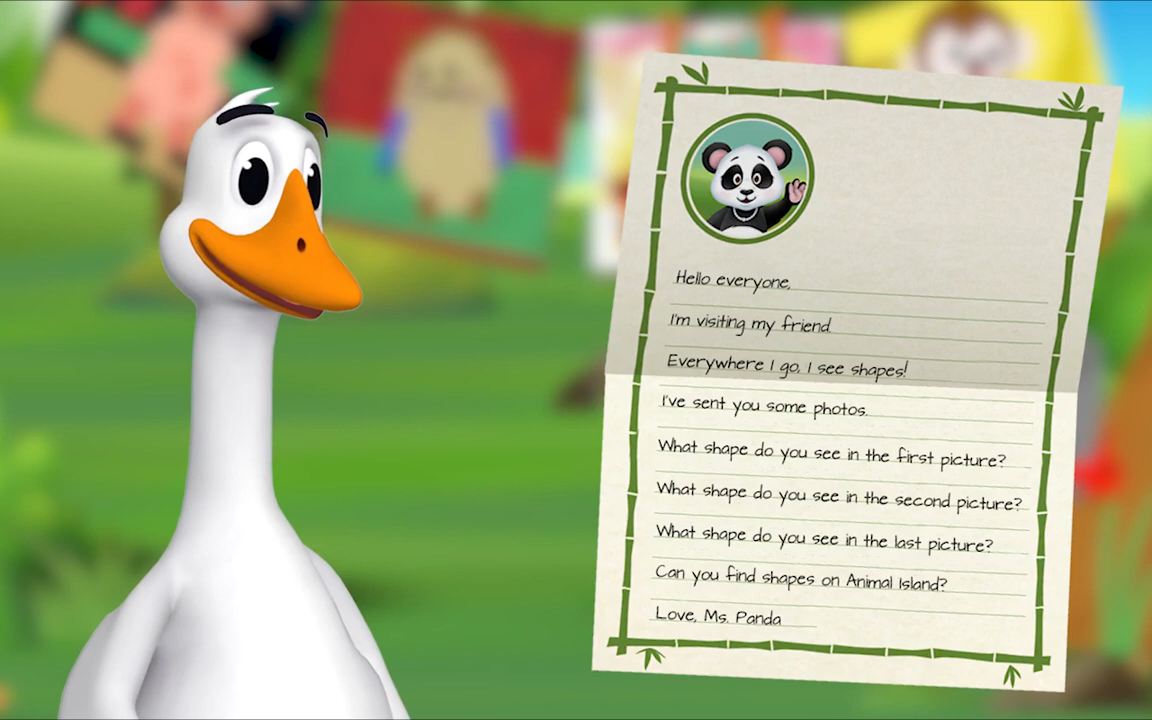 Hello everyone,
I'm visiting my friend.
Everywhere I go, I see shapes!
I've sent you some photos.
What shape do you see in the first picture?
What shape do you see in the second picture?
What shape do you see in the last picture?
Can you find shapes on Animal Island?
Love, Ms. Panda